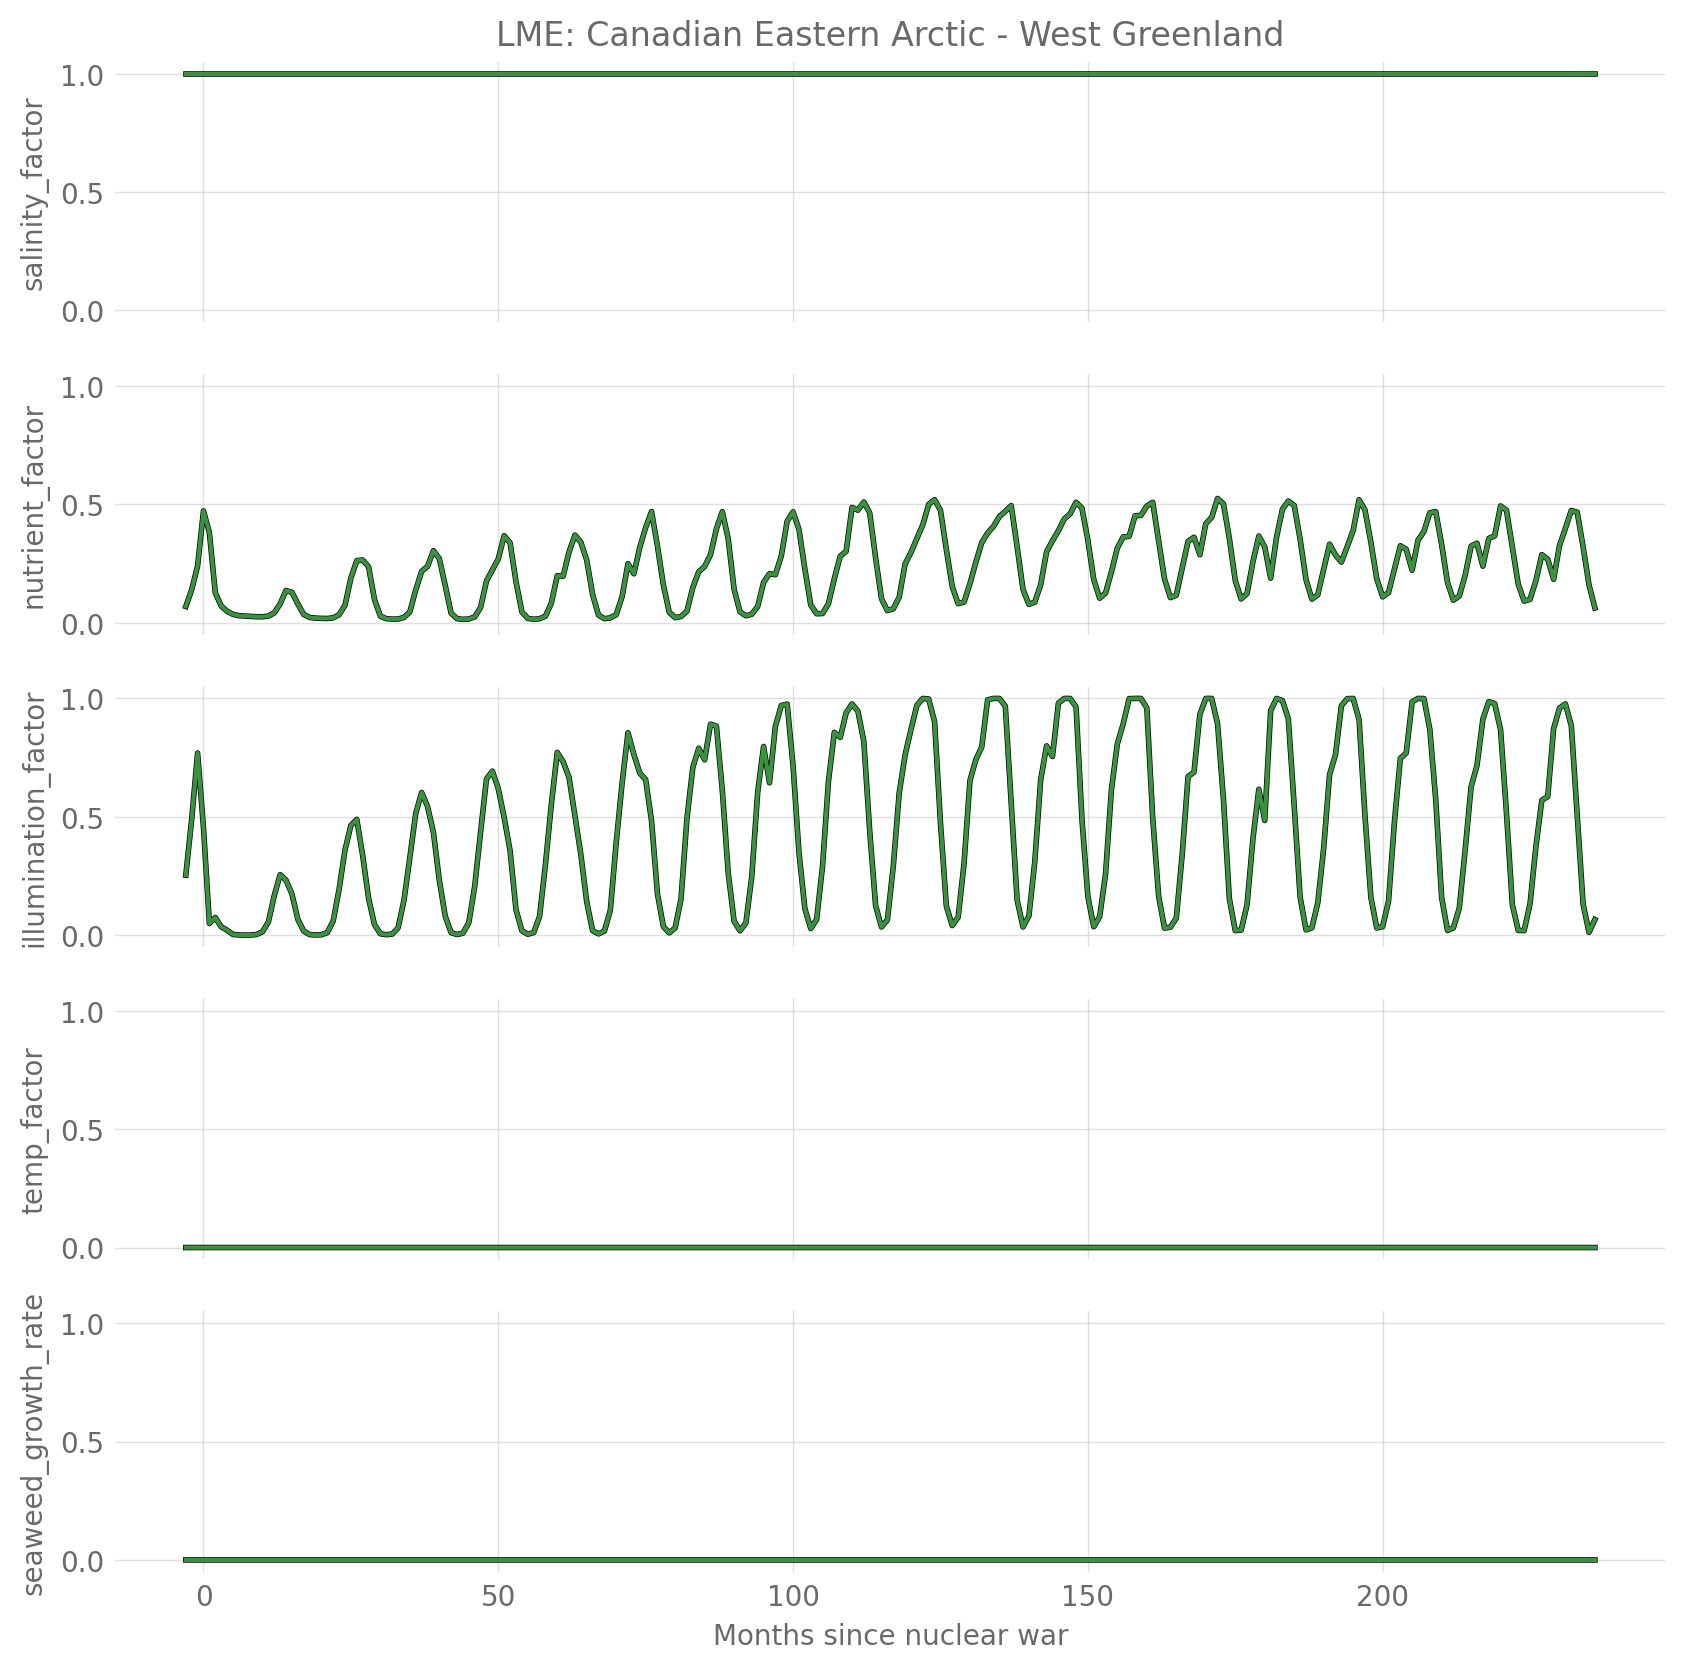 LME: Canadian Eastern Arctic - West Greenland
salinity_factor
1.0
0.5
0.0
nutrient_factor
1.0
0.5
0.0
illumination_factor
1.0
0.5
0.0
temp_factor
1.0
0.5
0.0
seaweed_growth_rate
1.0
0.5
0.0
0 50 100 150 200
Months since nuclear war